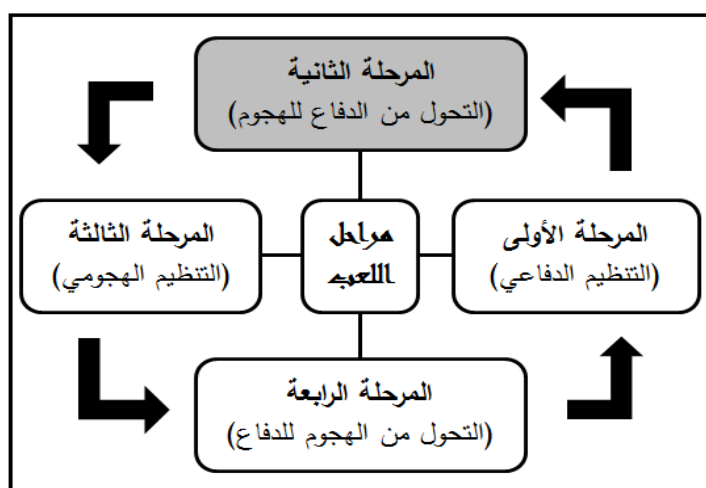 المرحلة الثانية
(التحول من الدفاع للهجوم)
المرحلة الأولى
(التنظيم الدفاعي)
مراحل
اللعب
المرحلة الثالثة
(التنظيم الهجومي)
المرحلة الرابعة
(التحول من الهجوم للدفاع)